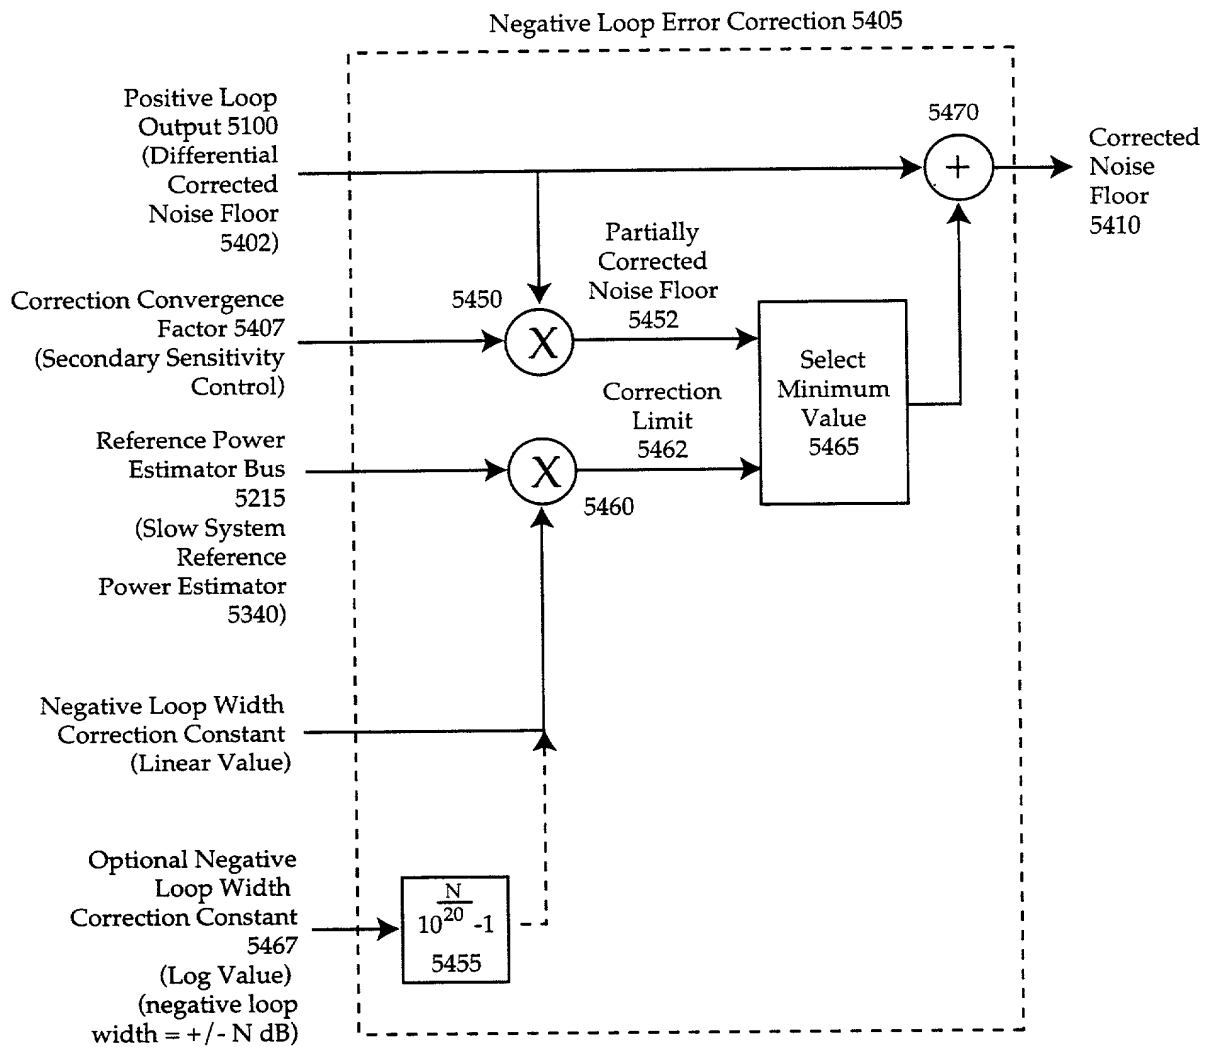 Negative Loop Error Correction 5405
Positive Loop
Output 5100
(Differential
Corrected
Noise Floor
5402)
5470
+
Corrected
Noise
Floor
5410
Partially
Corrected
Noise Floor
5452
Correction Convergence
Factor 5407
(Secondary Sensitivity
Control)
5450
X
Select
Minimum
Value
5465
Correction
Limit
5462
Reference Power
Estimator Bus
5215
(Slow System
Reference
Power Estimator
5340)
X
5460
Negative Loop Width
Correction Constant
(Linear Value)
Optional Negative
Loop Width
Correction Constant
5467
(Log Value)
(negative loop
width = +/- N dB)
N
10 20 -1
5455